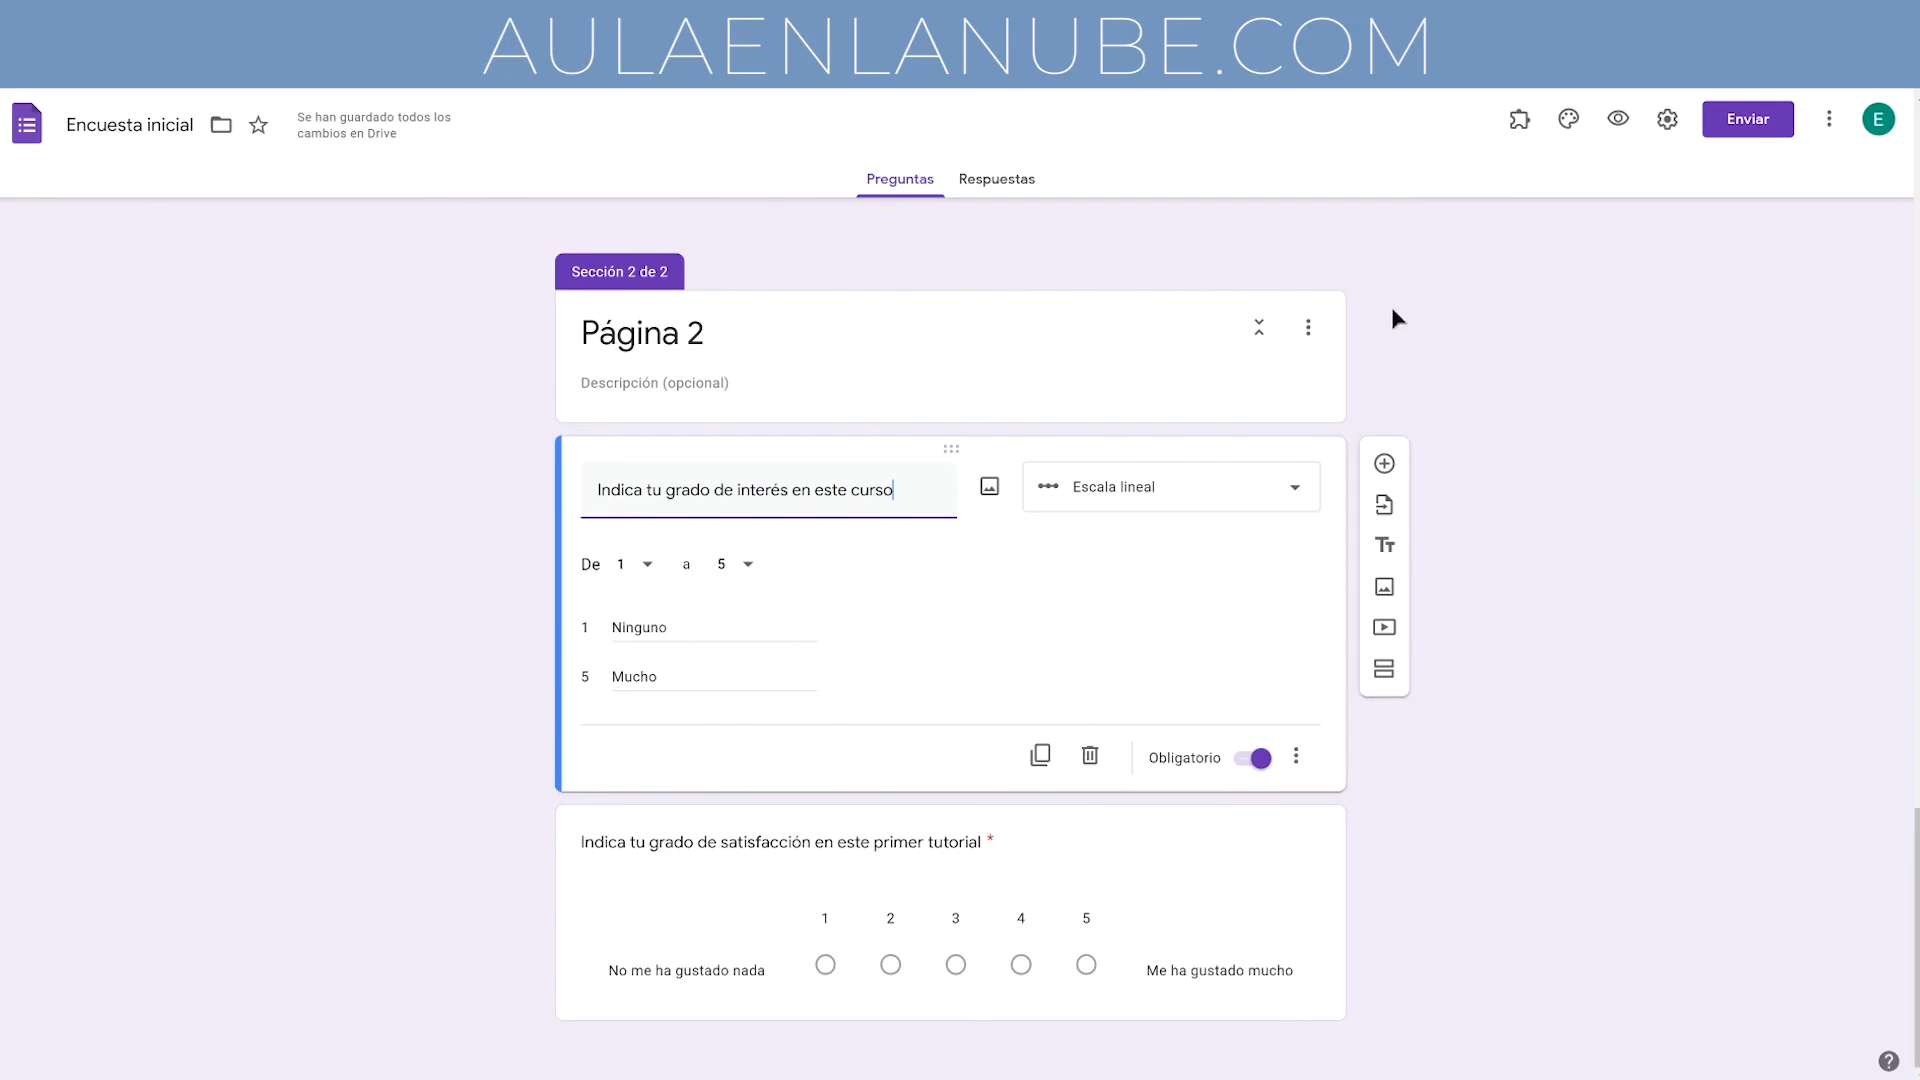 AULAENLANUBE.COM
Encuesta inicial
Se han guardado todos los
cambios en Drive
Enviar
E
Preguntas Respuestas
Sección 2 de 2
Página 2
Descripción (opcional)
Indica tu grado de interés en este curso
Escala lineal
De 1 a 5
1 Ninguno
5 Mucho
Obligatorio
Indica tu grado de satisfacción en este primer tutorial *
1 2 3 4 5
No me ha gustado nada
Me ha gustado mucho